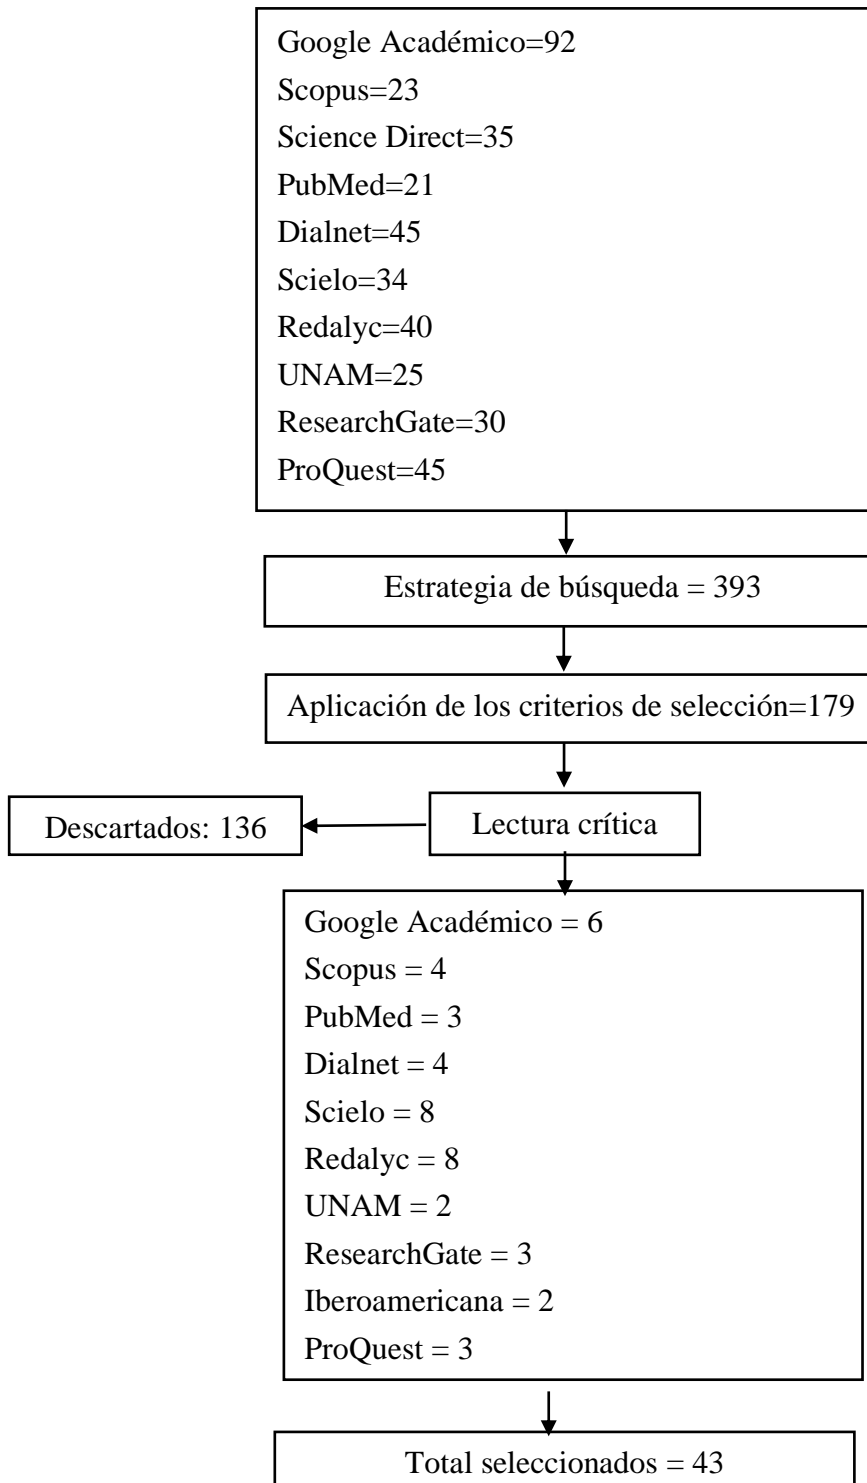 Google Académico=92
Scopus=23
Science Direct=35
PubMed=21
Dialnet=45
Scielo=34
Redalyc=40
UNAM=25
ResearchGate=30
ProQuest=45
Estrategia de búsqueda = 393
Aplicación de los criterios de selección=179
Lectura crítica
Descartados: 136
Google Académico = 6
Scopus = 4
PubMed = 3
Dialnet = 4
Scielo = 8
Redalyc = 8
UNAM = 2
ResearchGate = 3
Iberoamericana = 2
ProQuest = 3
Total seleccionados = 43